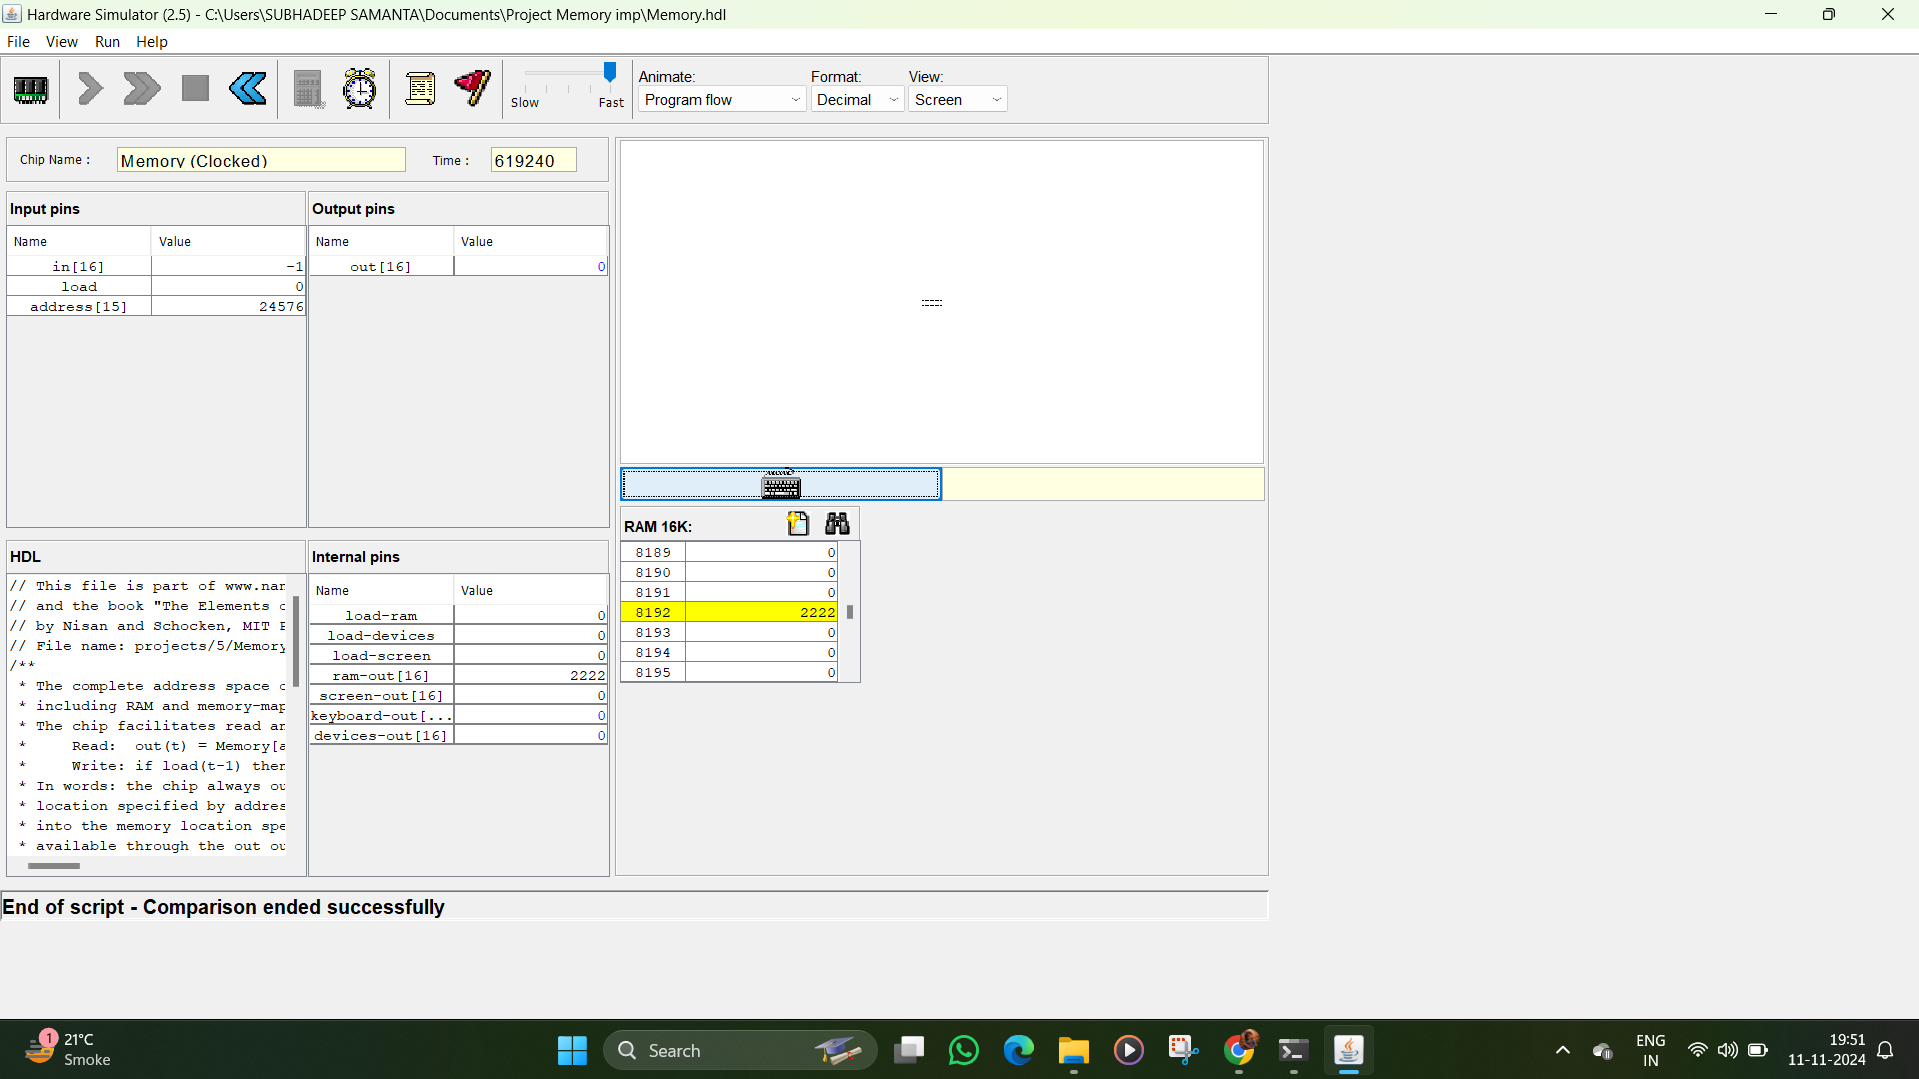 Hardware Simulator (2.5) - C:\Users\SUBHADEEP SAMANTA\Documents\Project Memory imp\Memory.hdl
File View Run Help
Slow Fast
Animate: Format: View:
Program flow Decimal Screen
Chip Name : Memory (Clocked) Time : 619240
Input pins
Name Value
in[16] -1
load 0
address[15] 24576
Output pins
Name Value
out[16] 0
HDL
// This file is part of www.nan
// and the book "The Elements o
// by Nisan and Schocken, MIT P
// File name: projects/5/Memory
/**
* The complete address space o
* including RAM and memory-map
* The chip facilitates read an
* Read: out(t) = Memory[a
* Write: if load(t-1) then
* In words: the chip always ou
* location specified by addres
* into the memory location spe
* available through the out ou
Internal pins
Name Value
load-ram 0
load-devices 0
load-screen 0
ram-out[16] 2222
screen-out[16] 0
keyboard-out[... 0
devices-out[16] 0
RAM 16K:
8189 0
8190 0
8191 0
8192 2222
8193 0
8194 0
8195 0
End of script - Comparison ended successfully
1
21°C
Smoke
Search
ENG
IN
19:51
11-11-2024